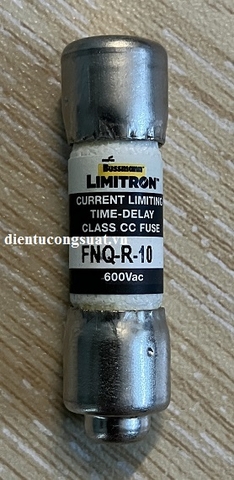 BUSSMANN
LIMITRON
CURRENT LIMITING
TIME-DELAY
CLASS CC FUSE
dientucongsuat.vn
FNQ-R-10
600Vac